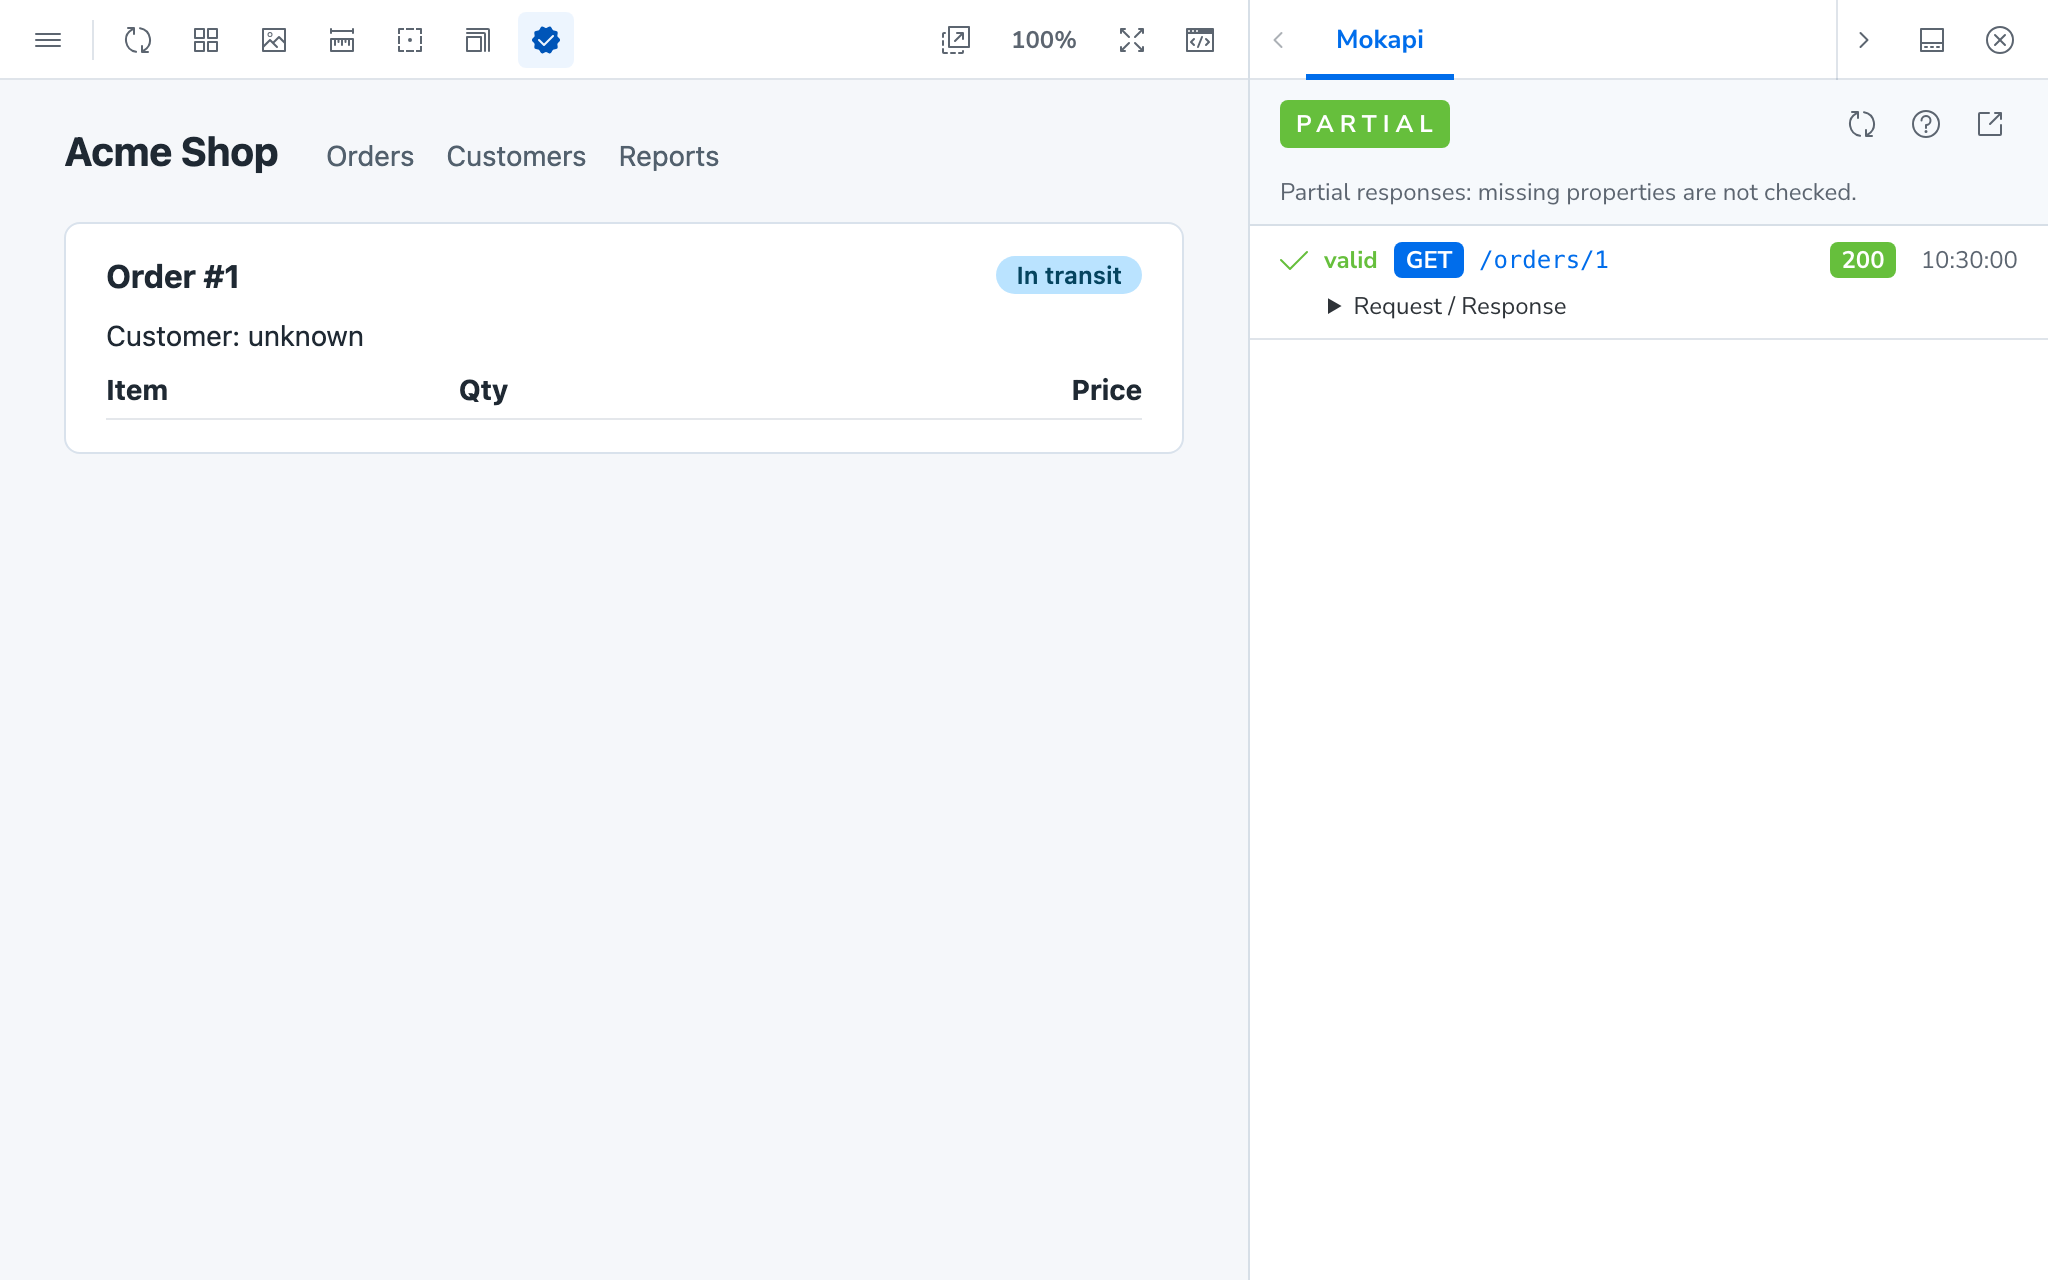 100%
Mokapi
Acme Shop Orders Customers Reports
Order #1 In transit
Customer: unknown
Item Qty Price
PARTIAL
Partial responses: missing properties are not checked.
valid GET /orders/1 200 10:30:00
Request / Response